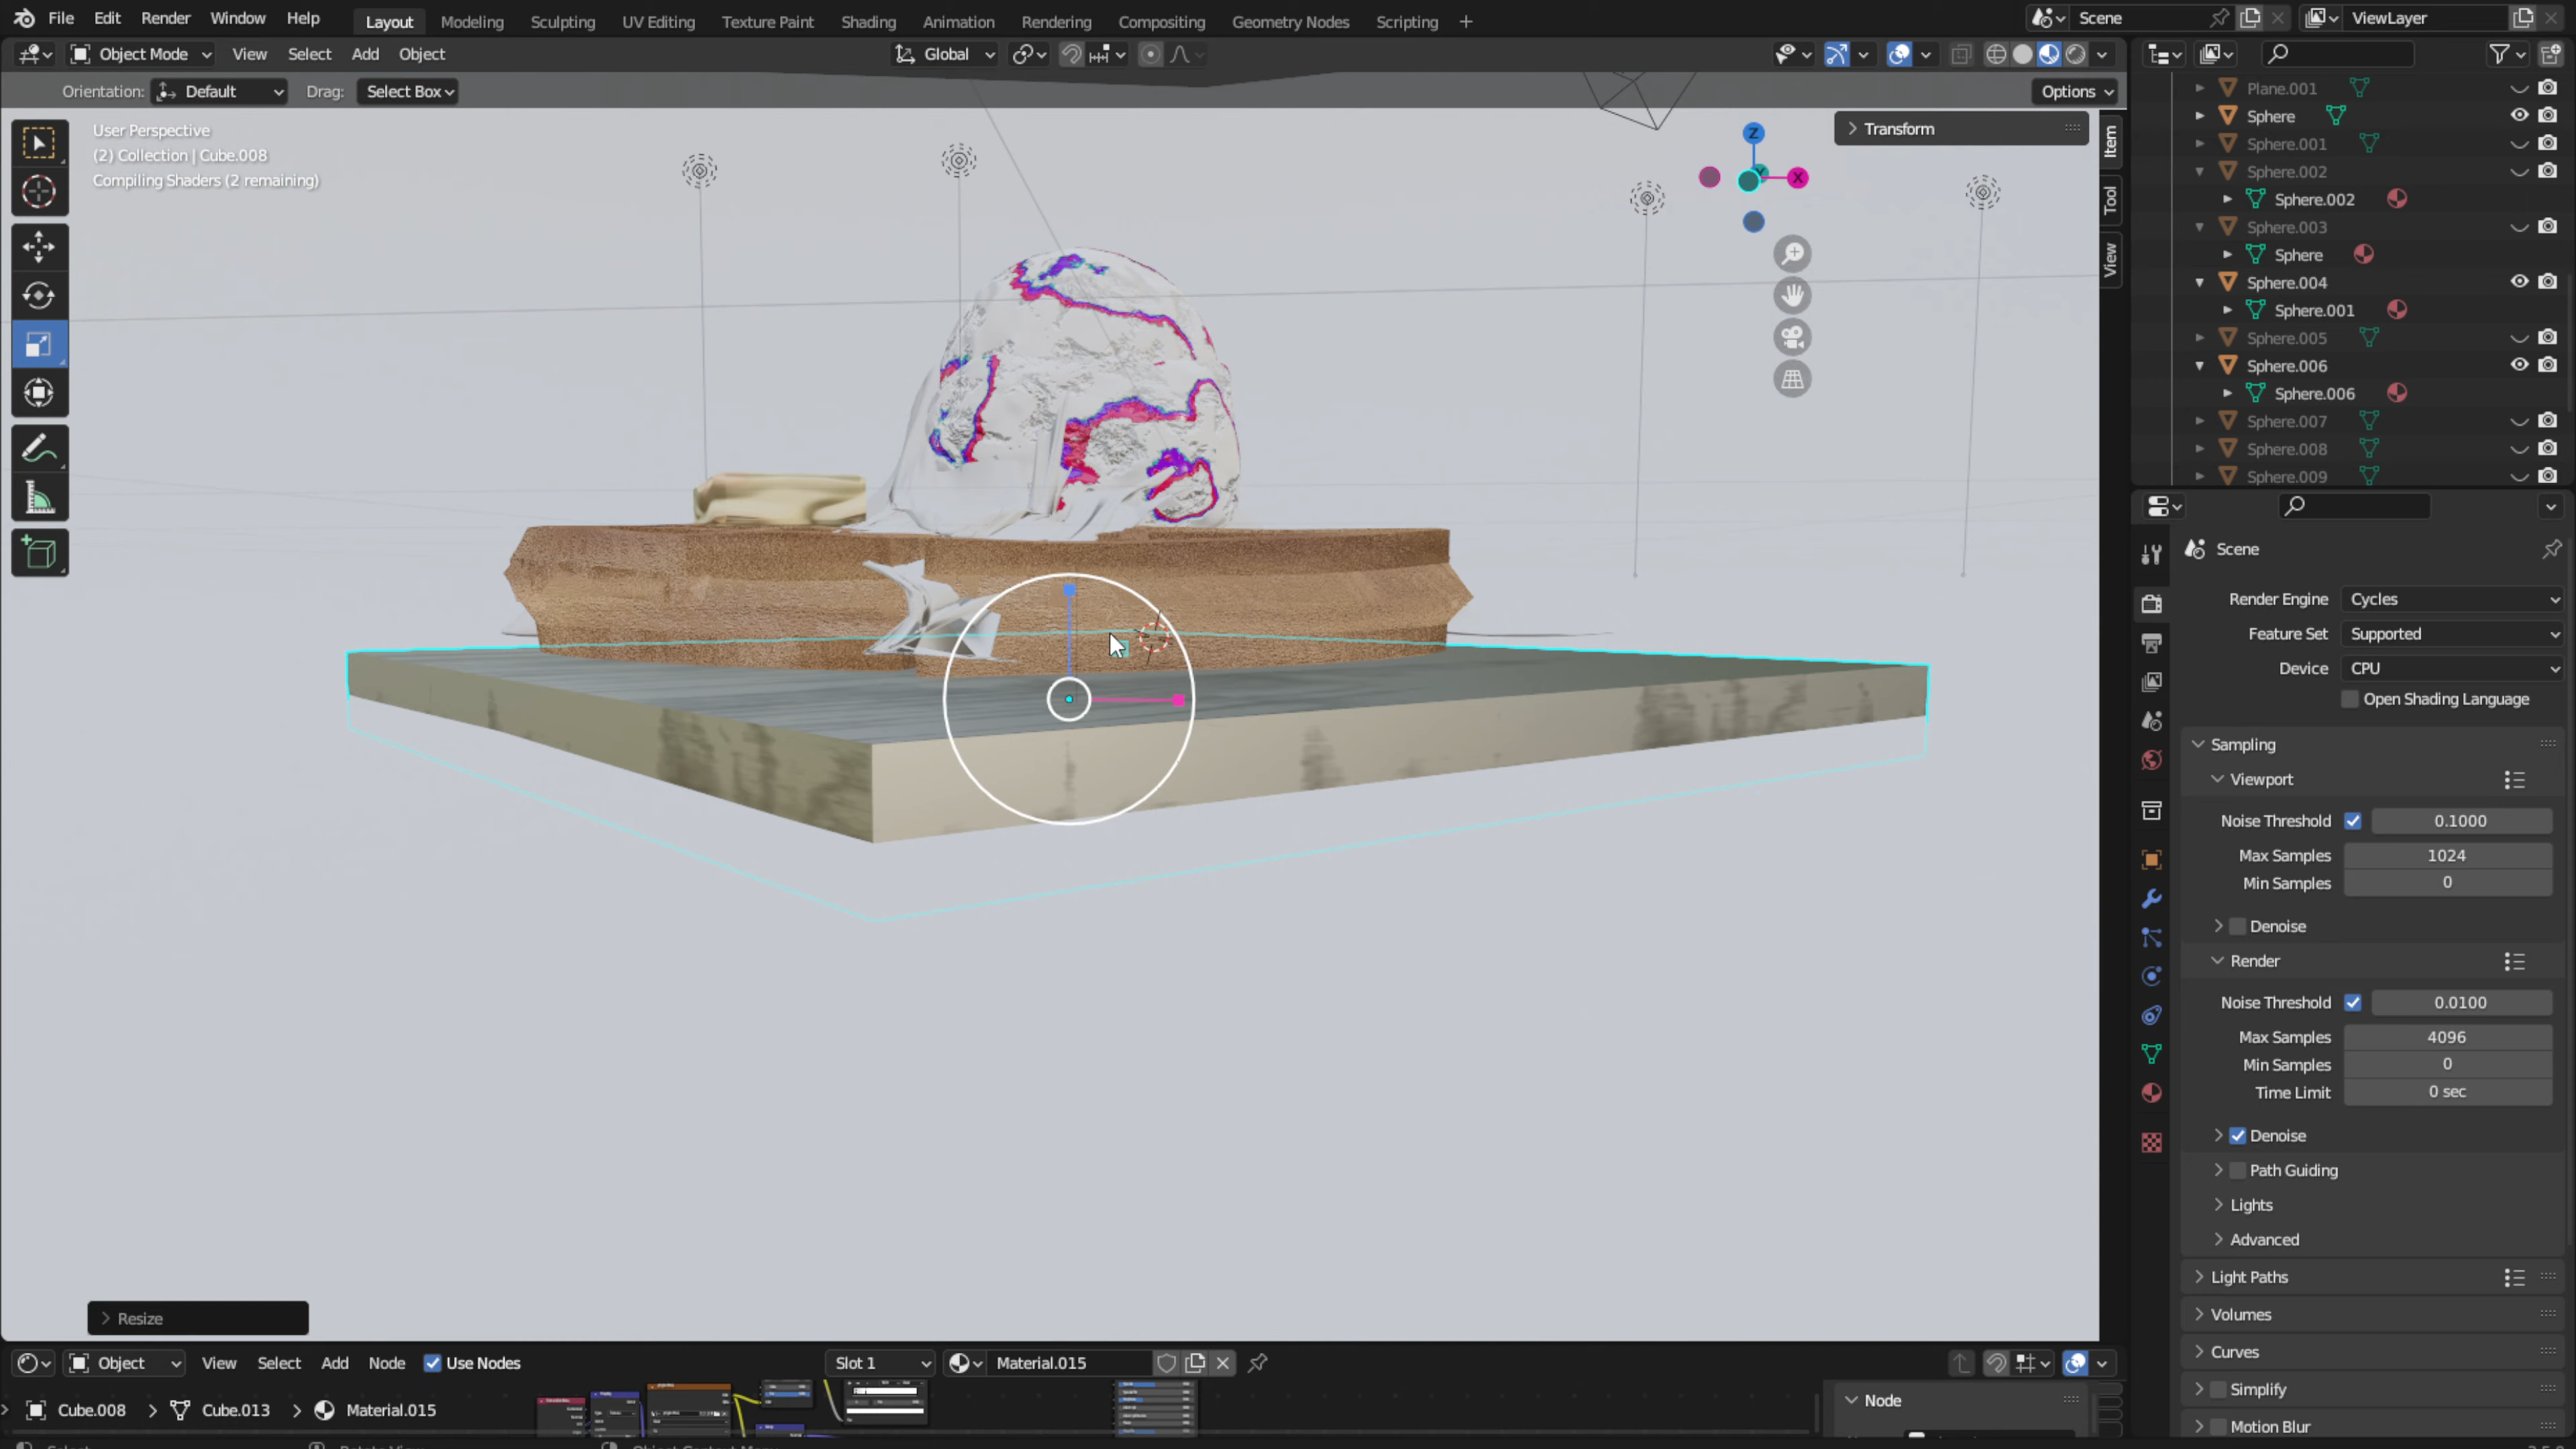 File Edit Render Window Help Layout Modeling Sculpting UV Editing Texture Paint Shading Animation Rendering Compositing Geometry Nodes Scripting + Scene ViewLayer
Object Mode View Select Add Object Global
Orientation: Default Drag: Select Box Options
User Perspective
(2) Collection | Cube.008
Compiling Shaders (2 remaining)
Transform
Item
Tool
View
Z
X
Plane.001
Sphere
Sphere.001
Sphere.002
Sphere.002
Sphere.003
Sphere
Sphere.004
Sphere.001
Sphere.005
Sphere.006
Sphere.006
Sphere.007
Sphere.008
Sphere.009
Scene
Render Engine Cycles
Feature Set Supported
Device CPU
Open Shading Language
Sampling
Viewport
Noise Threshold 0.1000
Max Samples 1024
Min Samples 0
Denoise
Render
Noise Threshold 0.0100
Max Samples 4096
Min Samples 0
Time Limit 0 sec
Denoise
Path Guiding
Lights
Advanced
Light Paths
Volumes
Curves
Simplify
Motion Blur
Resize
Object View Select Add Node Use Nodes Slot 1 Material.015
Cube.008 Cube.013 Material.015
Node